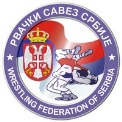 РВАЧКИ САВЕЗ СРБИЈЕ
WRESTLING FEDERATION OF SERBIA